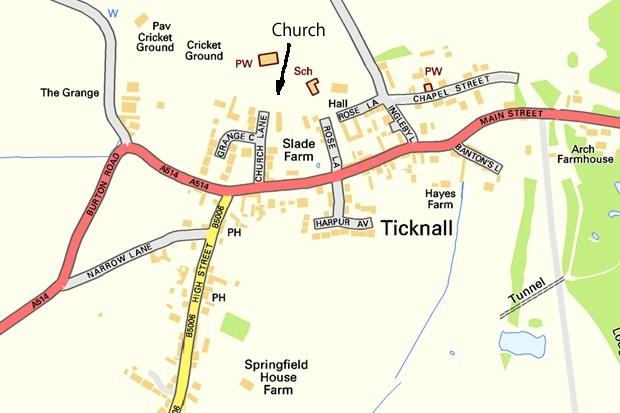 W
Pav
Cricket
Ground
Cricket
Ground
Church
PW
Sch
PW
The Grange
Hall
ROSE LA
CHAPEL STREET
INGLEBY L
MAIN STREET
GRANGE C
CHURCH LANE
Slade
Farm
ROSE LA
BANTON'S L
Arch
Farmhouse
BURTON ROAD
A514
A514
Hayes
Farm
B5006
HARPUR AV
Ticknall
PH
NARROW LANE
HIGH STREET
A514
PH
B5006
Tunnel
Springfield
House
Farm
B5006